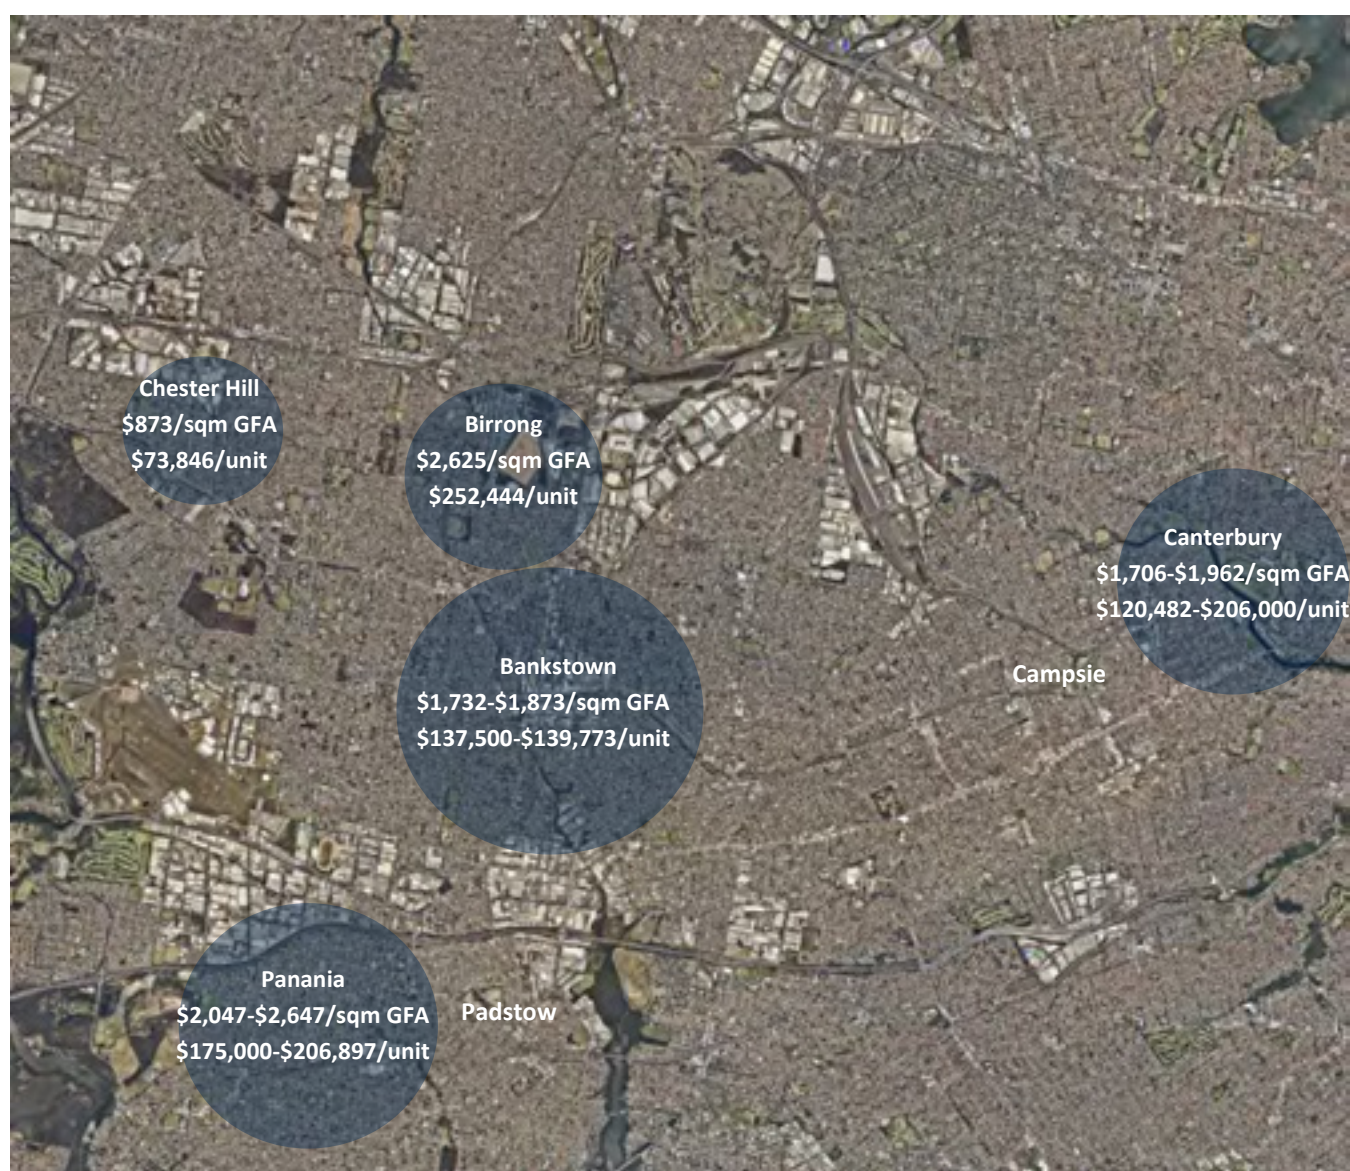 Chester Hill
$873/sqm GFA
$73,846/unit
Birrong
$2,625/sqm GFA
$252,444/unit
Canterbury
$1,706-$1,962/sqm GFA
$120,482-$206,000/unit
Bankstown
$1,732-$1,873/sqm GFA
$137,500-$139,773/unit
Campsie
Panania
$2,047-$2,647/sqm GFA
$175,000-$206,897/unit
Padstow